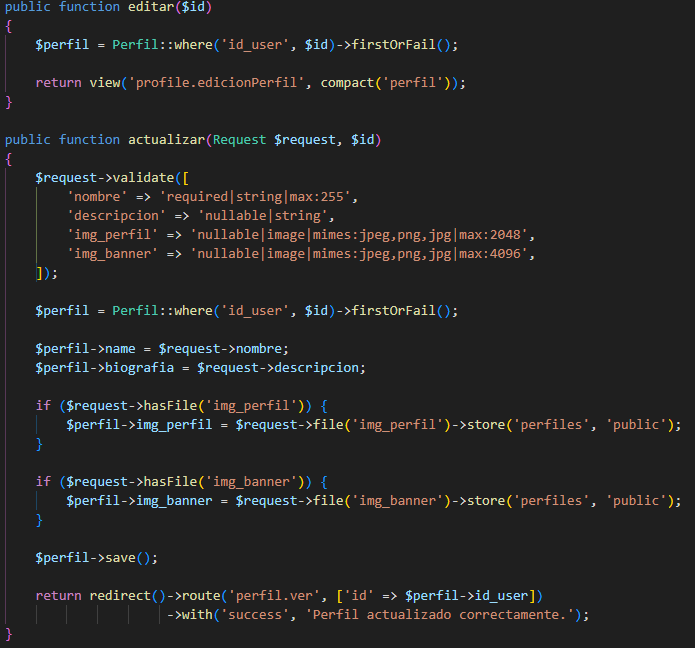 public function editar($id)
{
    $perfil = Perfil::where('id_user', $id)->firstOrFail();

    return view('profile.edicionPerfil', compact('perfil'));
}

public function actualizar(Request $request, $id)
{
    $request->validate([
        'nombre' => 'required|string|max:255',
        'descripcion' => 'nullable|string',
        'img_perfil' => 'nullable|image|mimes:jpeg,png,jpg|max:2048',
        'img_banner' => 'nullable|image|mimes:jpeg,png,jpg|max:4096',
    ]);

    $perfil = Perfil::where('id_user', $id)->firstOrFail();

    $perfil->name = $request->nombre;
    $perfil->biografia = $request->descripcion;

    if ($request->hasFile('img_perfil')) {
        $perfil->img_perfil = $request->file('img_perfil')->store('perfiles', 'public');
    }

    if ($request->hasFile('img_banner')) {
        $perfil->img_banner = $request->file('img_banner')->store('perfiles', 'public');
    }

    $perfil->save();

    return redirect()->route('perfil.ver', ['id' => $perfil->id_user])
                     ->with('success', 'Perfil actualizado correctamente.');
}